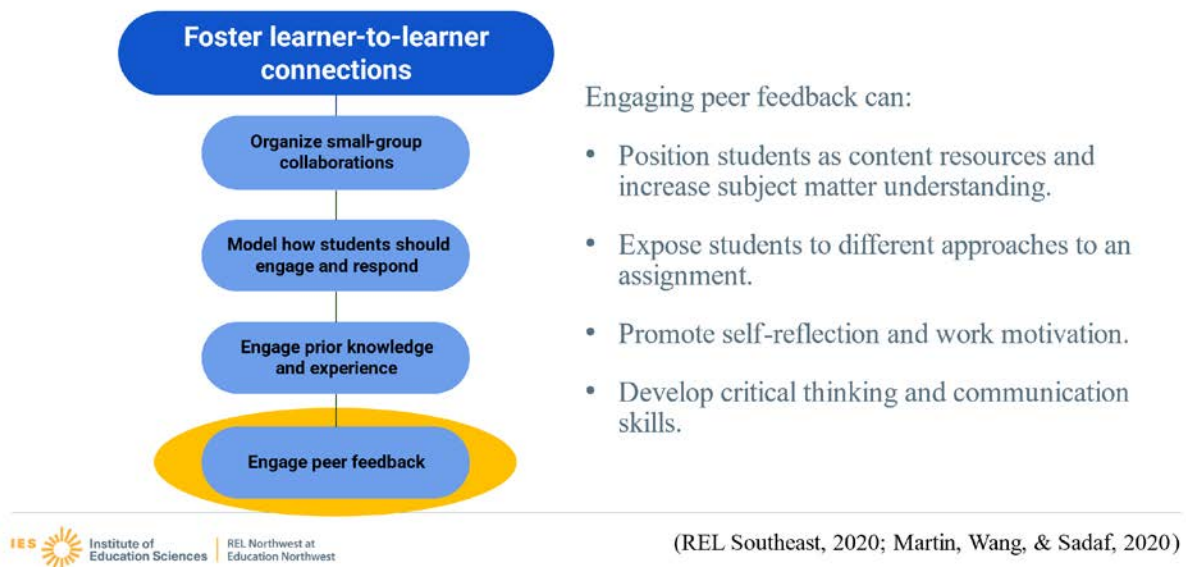 Foster learner-to-learner
connections
Organize small-group
collaborations
Model how students should
engage and respond
Engage prior knowledge
and experience
Engage peer feedback
Engaging peer feedback can:
• Position students as content resources and
increase subject matter understanding.
• Expose students to different approaches to an
assignment.
• Promote self-reflection and work motivation.
• Develop critical thinking and communication
skills.
IES
Institute of
Education Sciences
REL Northwest at
Education Northwest
(REL Southeast, 2020; Martin, Wang, & Sadaf, 2020)